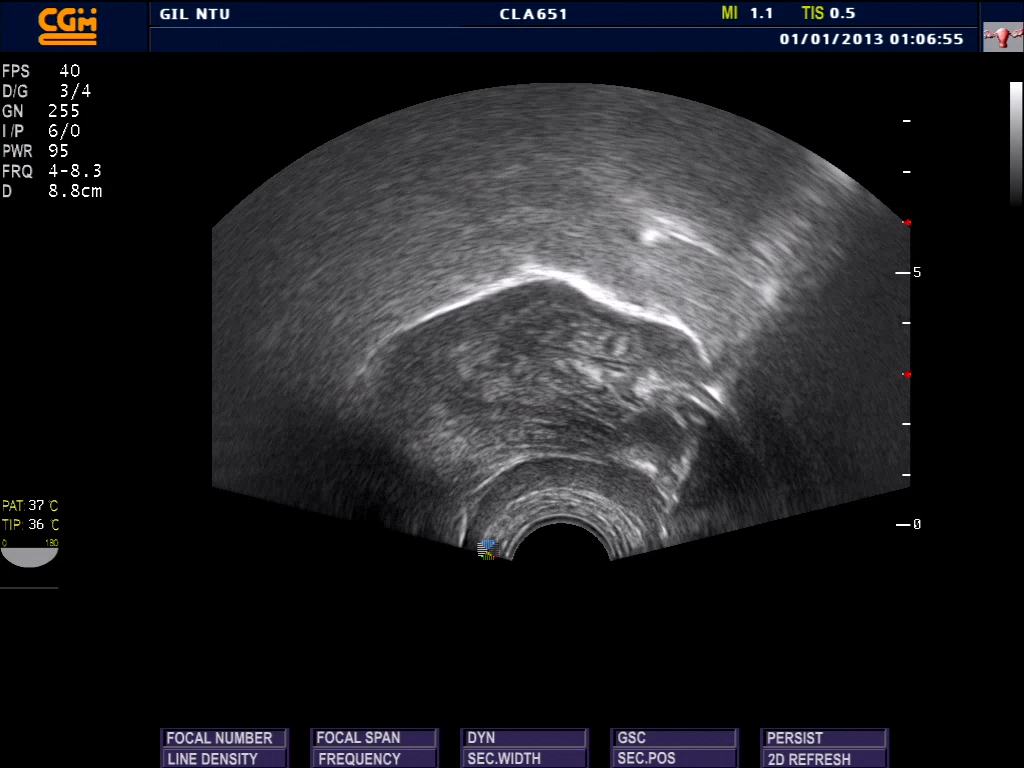 CGM
GIL NTU CLA651 MI 1.1 TIS 0.5
01/01/2013 01:06:55
FPS 40
D/G 3/4
GN 255
I/P 6/0
PWR 95
FRQ 4-8.3
D 8.8cm
5
PAT: 37 °C
TIP: 36 °C
0 180
0
FOCAL NUMBER FOCAL SPAN DYN GSC PERSIST
LINE DENSITY FREQUENCY SEC.WIDTH SEC.POS 2D REFRESH